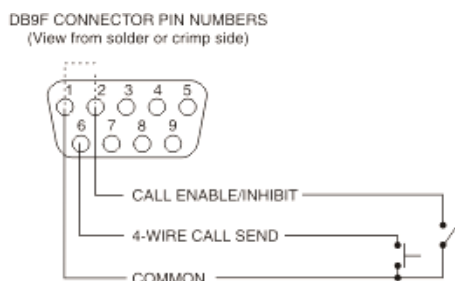 DB9F CONNECTOR PIN NUMBERS
(View from solder or crimp side)
1 2 3 4 5
6 7 8 9
CALL ENABLE/INHIBIT
4-WIRE CALL SEND
COMMON